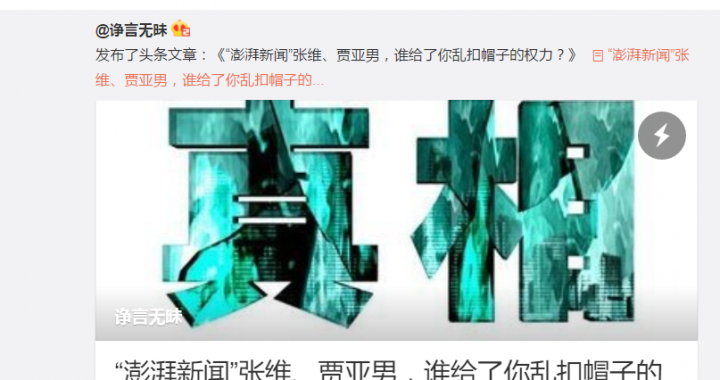 @诤言无昧
发布了头条文章：《“澎湃新闻”张维、贾亚男，谁给了你乱扣帽子的权力？》 “澎湃新闻”张
维、贾亚男，谁给了你乱扣帽子的...
真相
诤言无昧
“澎湃新闻”张维、贾亚男，谁给了你乱扣帽子的